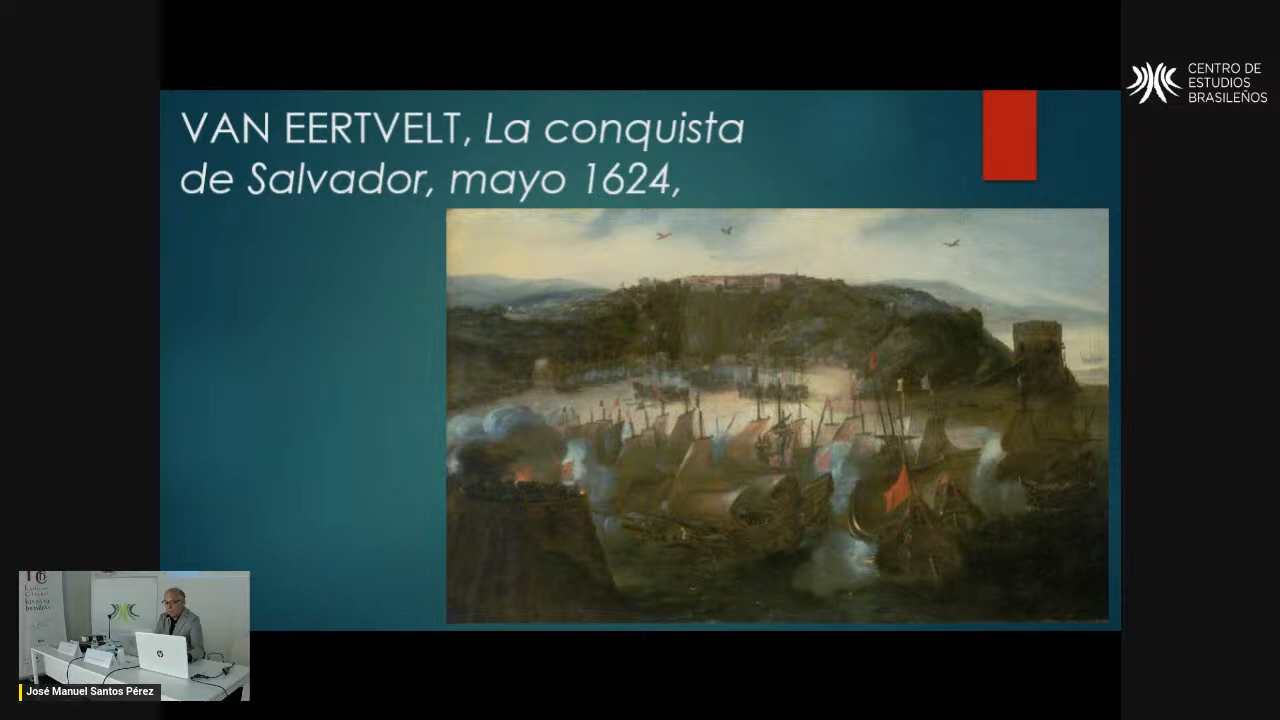 VAN EERTVELT, La conquista
de Salvador, mayo 1624,
CENTRO DE
ESTUDIOS
BRASILEÑOS
José Manuel Santos Pérez